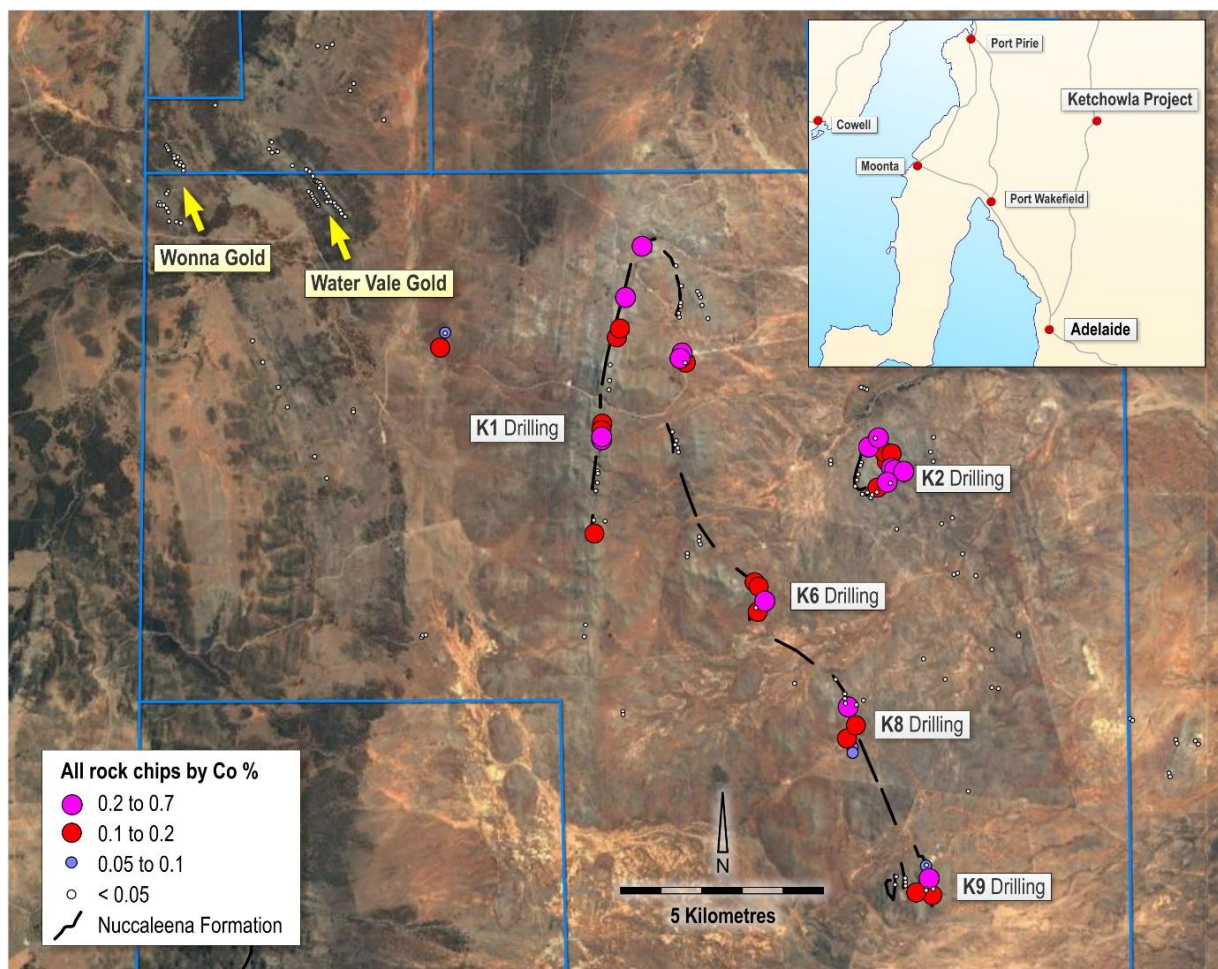 Port Pirie
Ketchowla Project
Cowell
Moonta
Port Wakefield
Adelaide
Wonna Gold
Water Vale Gold
K1 Drilling
K2 Drilling
K6 Drilling
K8 Drilling
K9 Drilling
All rock chips by Co %
0.2 to 0.7
0.1 to 0.2
0.05 to 0.1
< 0.05
Nuccaleena Formation
N
5 Kilometres